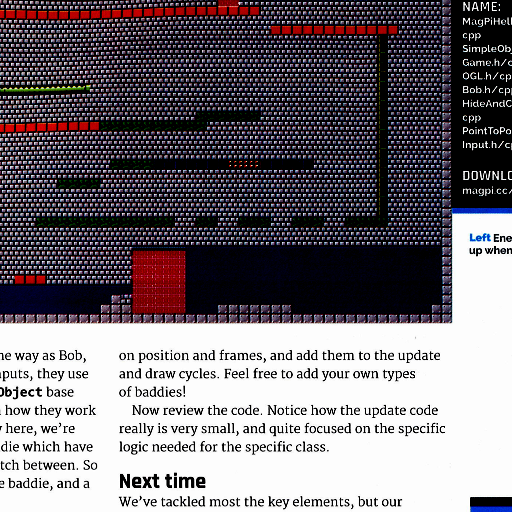 NAME:
MagPiHell
cpp
SimpleObj
Game.h/c
OGL.h/cp
Bob.h/cpp
HideAndC
cpp
PointToPo
Input.h/cp
DOWNLO
magpi.cc/
Left Ene
up when
he way as Bob,
nputs, they use
Object base
how they work
here, we're
die which have
tch between. So
e baddie, and a
on position and frames, and add them to the update
and draw cycles. Feel free to add your own types
of baddies!
Now review the code. Notice how the update code
really is very small, and quite focused on the specific
logic needed for the specific class.
Next time
We've tackled most the key elements, but our